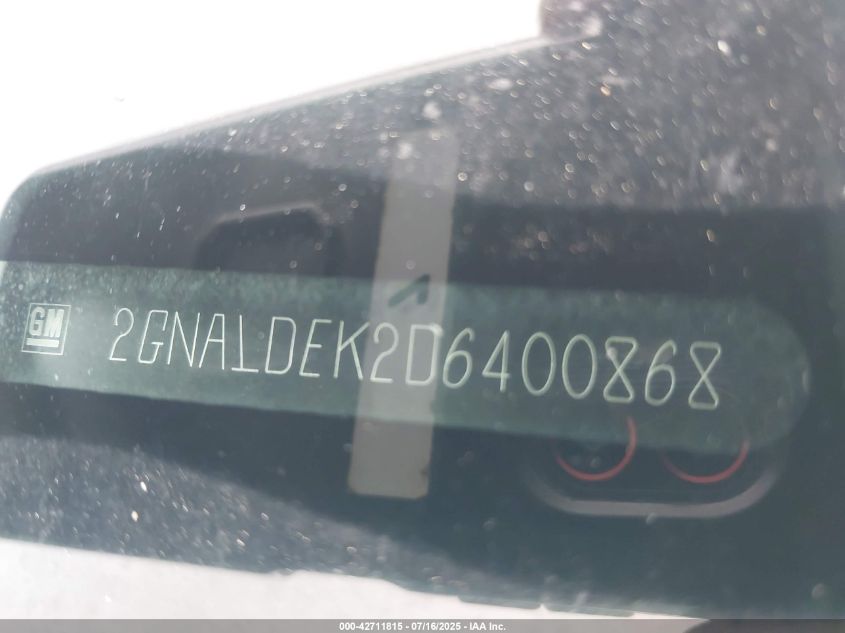 GM 2GNALDEK2D6400868
000-42711815 - 07/16/2025 - IAA Inc.